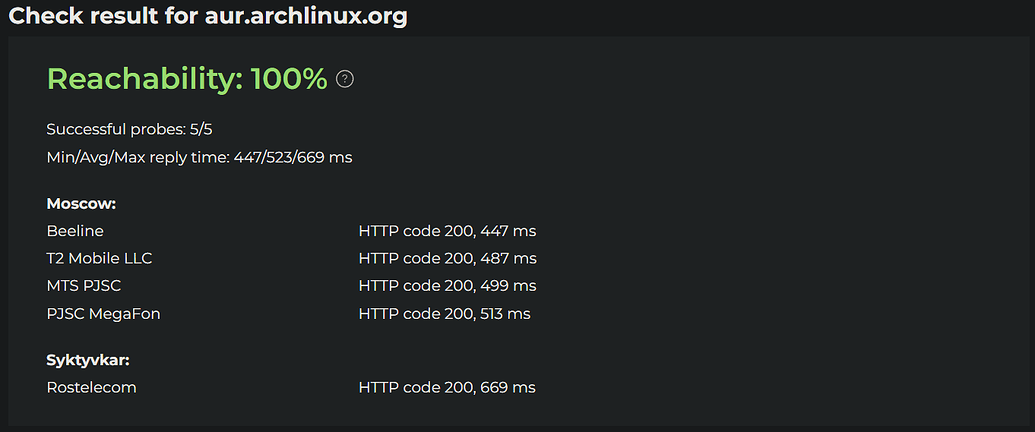 Check result for aur.archlinux.org
Reachability: 100% ?
Successful probes: 5/5
Min/Avg/Max reply time: 447/523/669 ms
Moscow:
Beeline HTTP code 200, 447 ms
T2 Mobile LLC HTTP code 200, 487 ms
MTS PJSC HTTP code 200, 499 ms
PJSC MegaFon HTTP code 200, 513 ms
Syktyvkar:
Rostelecom HTTP code 200, 669 ms